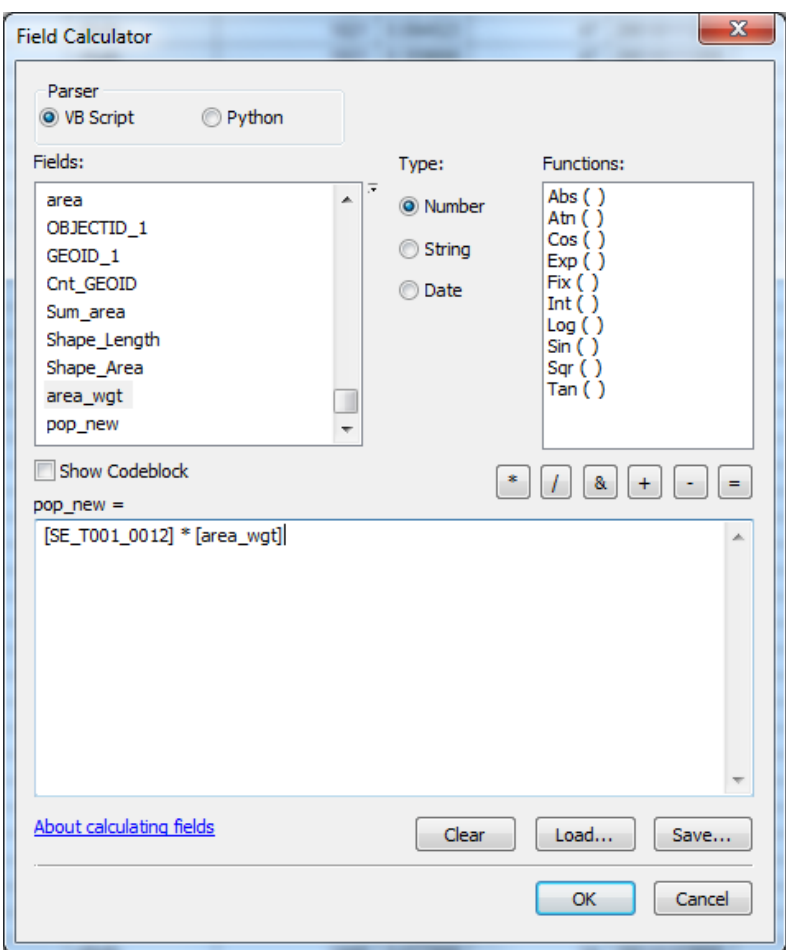 Field Calculator
Parser
VB Script Python
Fields: Type: Functions:
area
OBJECTID_1
GEOID_1
Cnt_GEOID
Sum_area
Shape_Length
Shape_Area
area_wgt
pop_new
Number
String
Date
Abs ( )
Atn ( )
Cos ( )
Exp ( )
Fix ( )
Int ( )
Log ( )
Sin ( )
Sqr ( )
Tan ( )
Show Codeblock
* / & + - =
pop_new =
[SE_T001_0012] * [area_wgt]
About calculating fields Clear Load... Save...
OK Cancel